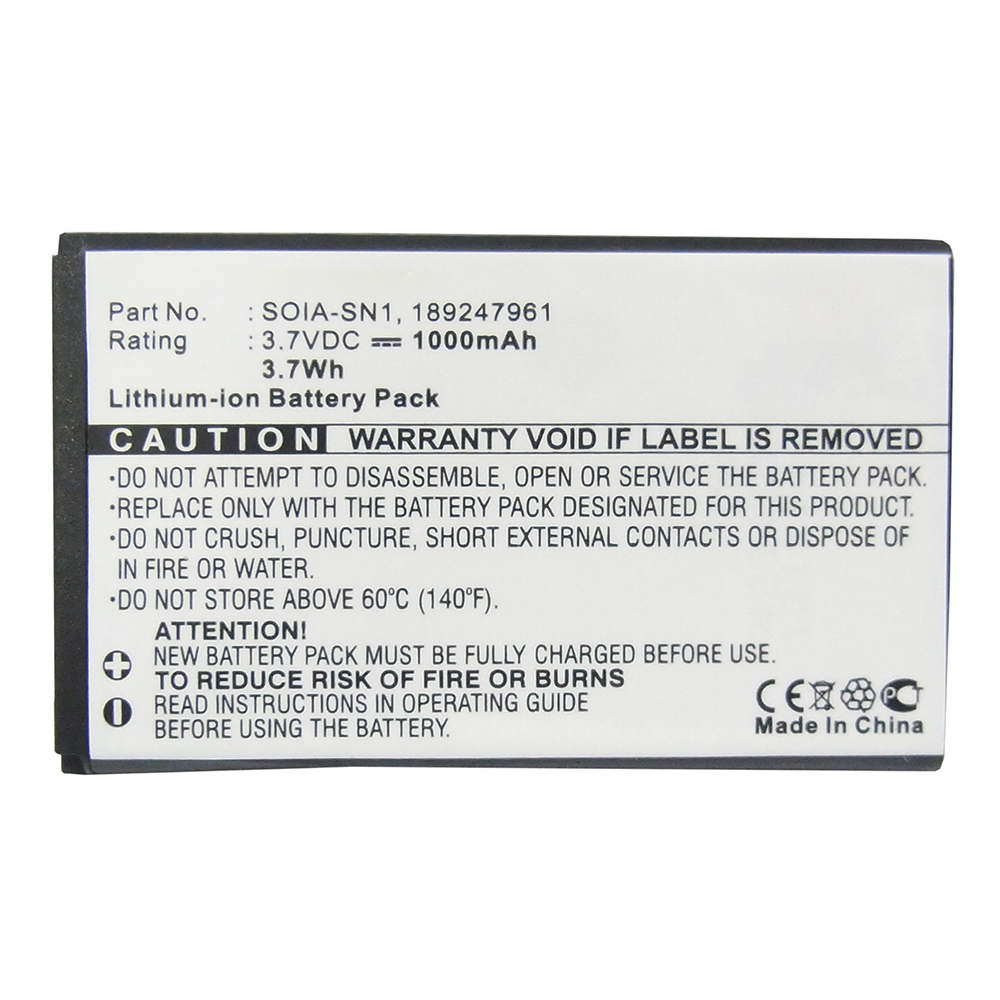 Part No. : SOIA-SN1, 189247961
Rating : 3.7VDC ⎓ 1000mAh
3.7Wh
Lithium-ion Battery Pack
CAUTION WARRANTY VOID IF LABEL IS REMOVED
·DO NOT ATTEMPT TO DISASSEMBLE, OPEN OR SERVICE THE BATTERY PACK.
·REPLACE ONLY WITH THE BATTERY PACK DESIGNATED FOR THIS PRODUCT.
·DO NOT CRUSH, PUNCTURE, SHORT EXTERNAL CONTACTS OR DISPOSE OF
IN FIRE OR WATER.
·DO NOT STORE ABOVE 60°C (140°F).
ATTENTION!
NEW BATTERY PACK MUST BE FULLY CHARGED BEFORE USE.
TO REDUCE RISK OF FIRE OR BURNS
READ INSTRUCTIONS IN OPERATING GUIDE
BEFORE USING THE BATTERY.
CE
Made In China